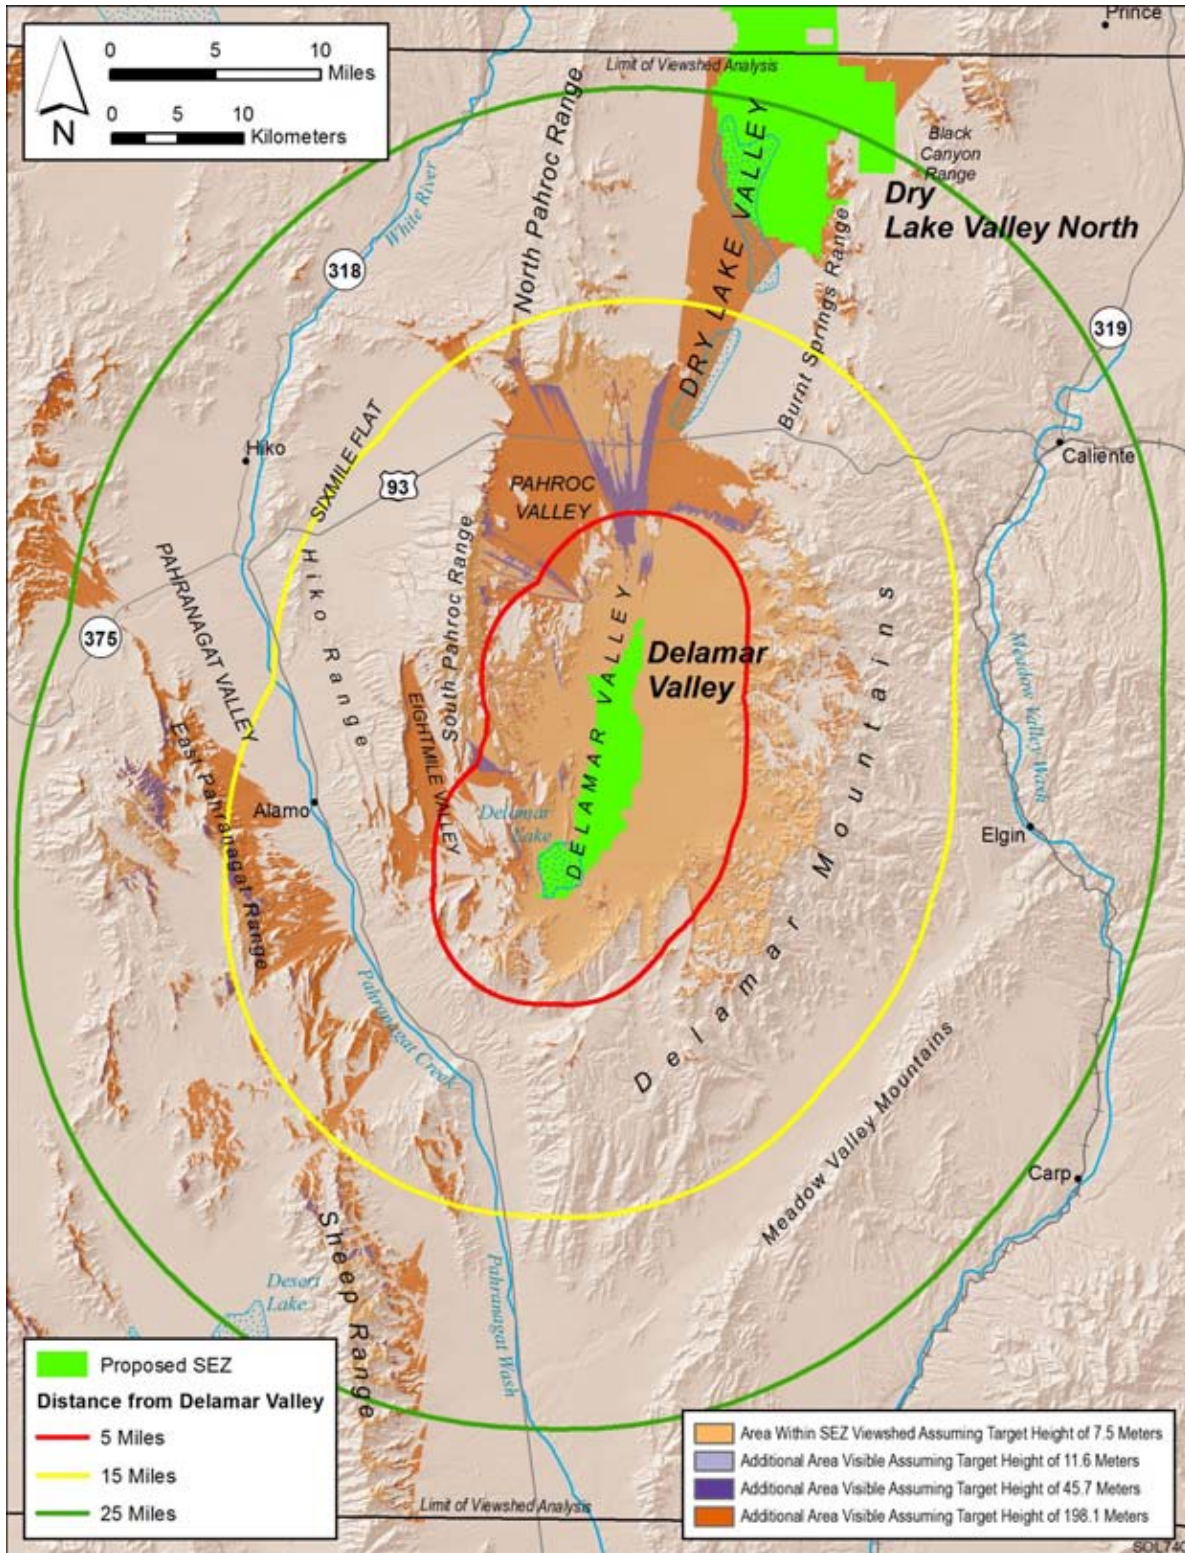 Prince
0 5 10
Miles
0 5 10
Kilometers
N
Limit of Viewshed Analysis
North Pahroc Range
DRY LAKE VALLEY
Black
Canyon
Range
Dry
Lake Valley North
White River
318
319
Burnt Springs Range
Hiko
SIXMILE FLAT
93
PAHROC
VALLEY
Caliente
Hiko Range
South Pahroc Range
PAHRANAGAT VALLEY
375
DELAMAR VALLEY
Delamar
Valley
Delamar Mountains
Meadow Valley Wash
EIGHTMILE VALLEY
East Pahranagat Range
Alamo
Delamar
Lake
Elgin
Pahranagat Creek
Meadow Valley Mountains
Carp
Sheep Range
Desert
Lake
Pahranagat Wash
Proposed SEZ
Distance from Delamar Valley
5 Miles
15 Miles
25 Miles
Area Within SEZ Viewshed Assuming Target Height of 7.5 Meters
Additional Area Visible Assuming Target Height of 11.6 Meters
Additional Area Visible Assuming Target Height of 45.7 Meters
Additional Area Visible Assuming Target Height of 198.1 Meters
Limit of Viewshed Analysis
SOL740